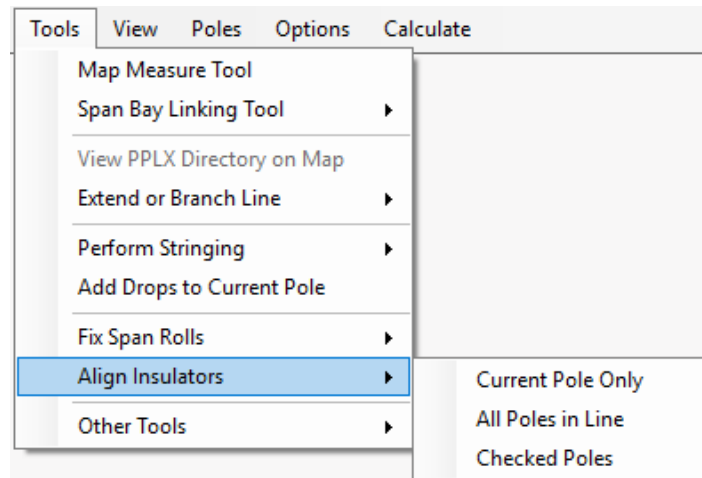 Tools View Poles Options Calculate
Map Measure Tool
Span Bay Linking Tool
View PPLX Directory on Map
Extend or Branch Line
Perform Stringing
Add Drops to Current Pole
Fix Span Rolls
Align Insulators
Current Pole Only
All Poles in Line
Other Tools
Checked Poles